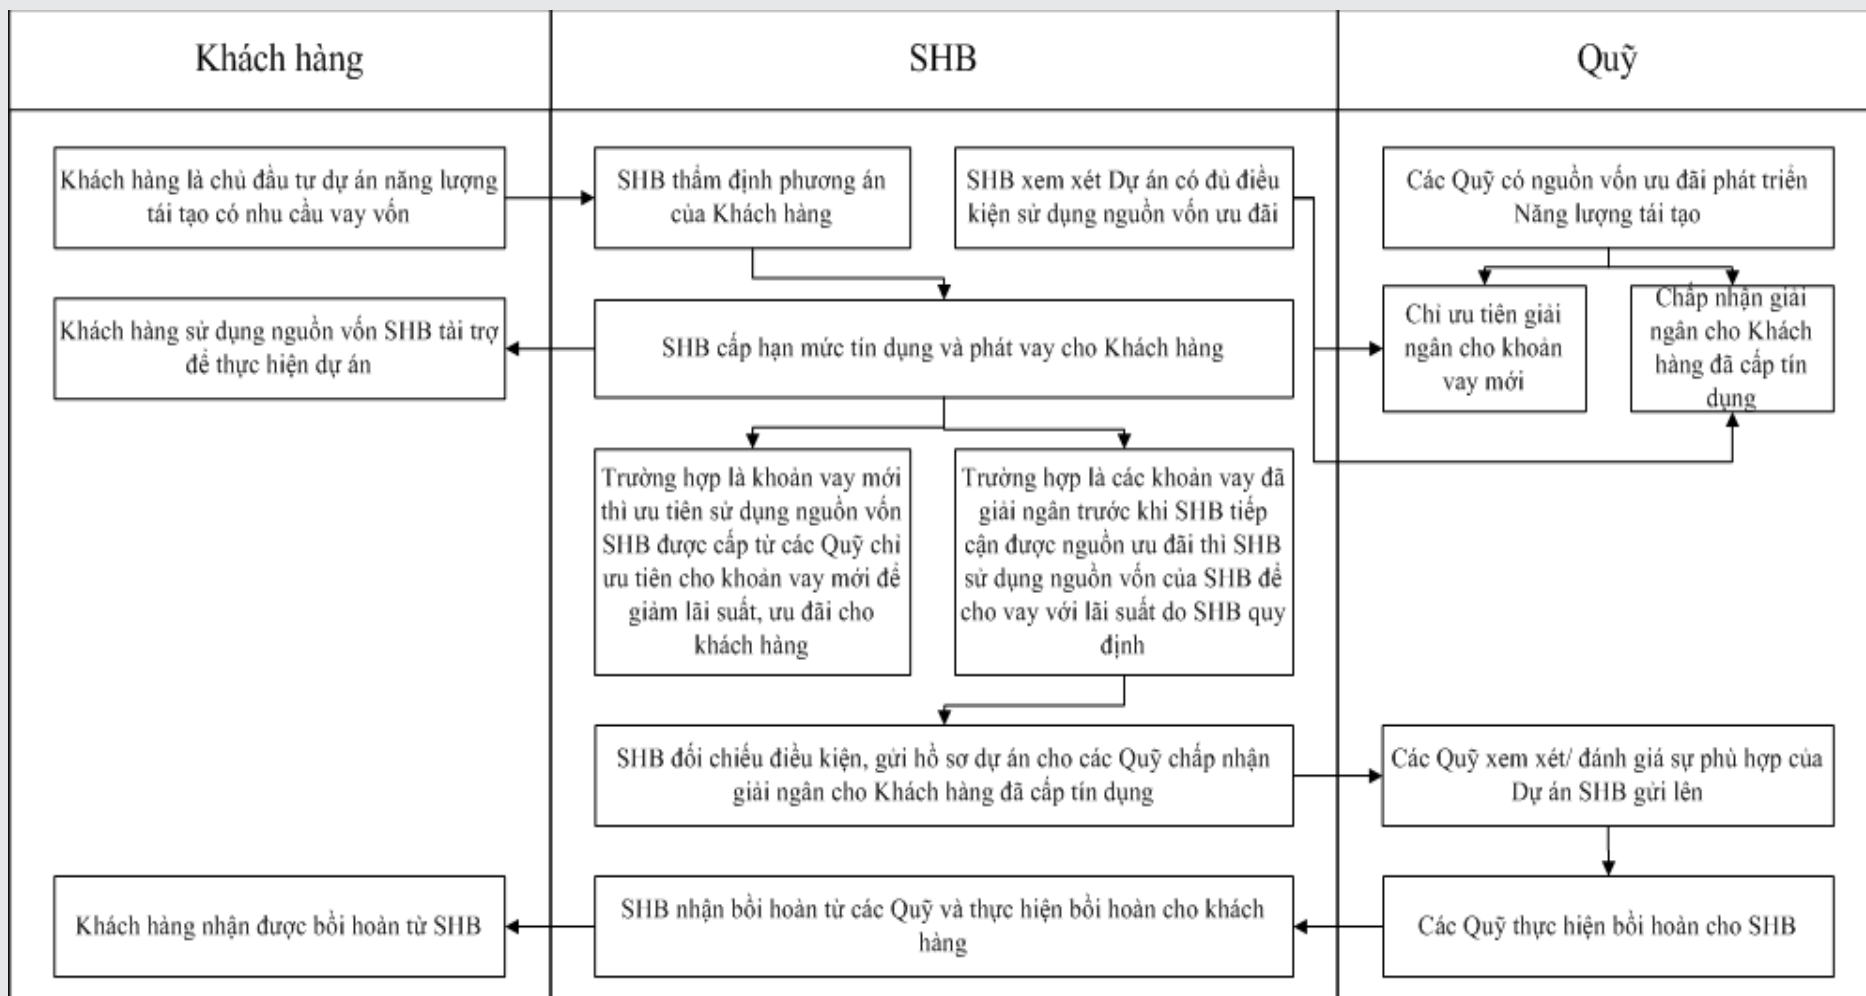 Khách hàng
SHB
Quỹ
Khách hàng là chủ đầu tư dự án năng lượng
tái tạo có nhu cầu vay vốn
SHB thẩm định phương án
của Khách hàng
SHB xem xét Dự án có đủ điều
kiện sử dụng nguồn vốn ưu đãi
Các Quỹ có nguồn vốn ưu đãi phát triển
Năng lượng tái tạo
Khách hàng sử dụng nguồn vốn SHB tài trợ
để thực hiện dự án
SHB cấp hạn mức tín dụng và phát vay cho Khách hàng
Chỉ ưu tiên giải
ngân cho khoản
vay mới
Chấp nhận giải
ngân cho Khách
hàng đã cấp tín
dụng
Trường hợp là khoản vay mới
thì ưu tiên sử dụng nguồn vốn
SHB được cấp từ các Quỹ chỉ
ưu tiên cho khoản vay mới để
giảm lãi suất, ưu đãi cho
khách hàng
Trường hợp là các khoản vay đã
giải ngân trước khi SHB tiếp
cận được nguồn ưu đãi thì SHB
sử dụng nguồn vốn của SHB để
cho vay với lãi suất do SHB quy
định
SHB đối chiếu điều kiện, gửi hồ sơ dự án cho các Quỹ chấp nhận
giải ngân cho Khách hàng đã cấp tín dụng
Các Quỹ xem xét/ đánh giá sự phù hợp của
Dự án SHB gửi lên
Khách hàng nhận được bồi hoàn từ SHB
SHB nhận bồi hoàn từ các Quỹ và thực hiện bồi hoàn cho khách
hàng
Các Quỹ thực hiện bồi hoàn cho SHB